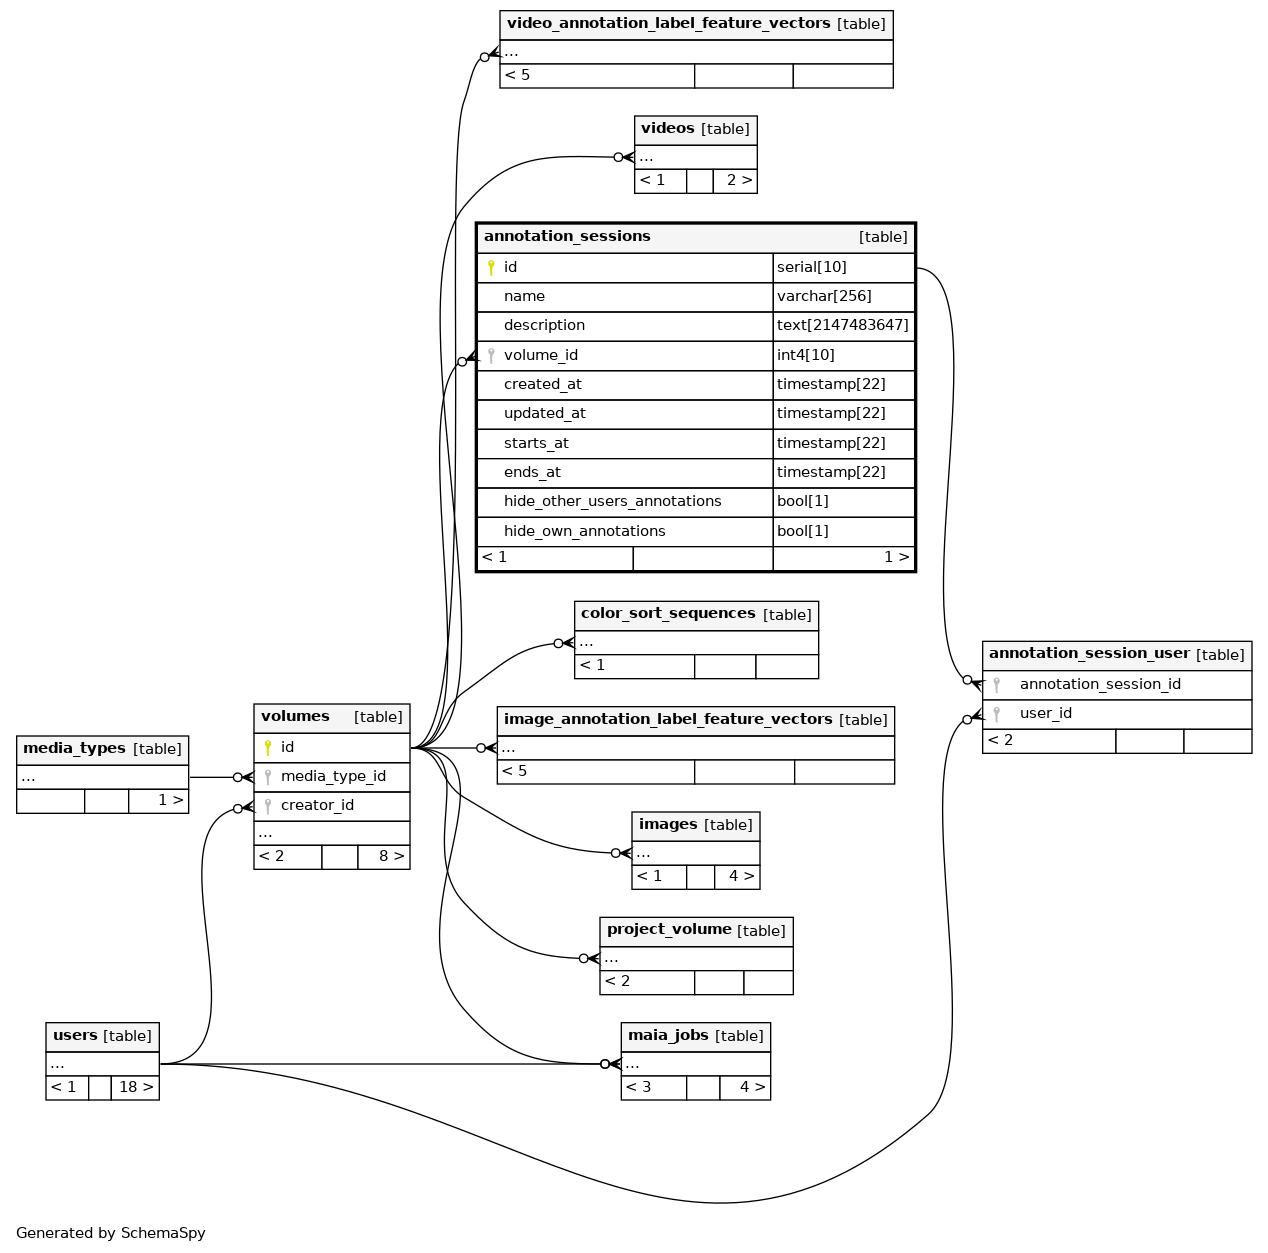 video_annotation_label_feature_vectors [table]
...
< 5
videos [table]
...
< 1 2 >
annotation_sessions [table]
id serial[10]
name varchar[256]
description text[2147483647]
volume_id int4[10]
created_at timestamp[22]
updated_at timestamp[22]
starts_at timestamp[22]
ends_at timestamp[22]
hide_other_users_annotations bool[1]
hide_own_annotations bool[1]
< 1 1 >
color_sort_sequences [table]
...
< 1
annotation_session_user [table]
annotation_session_id
user_id
< 2
volumes [table]
id
media_type_id
creator_id
...
< 2 8 >
media_types [table]
...
1 >
image_annotation_label_feature_vectors [table]
...
< 5
images [table]
...
< 1 4 >
project_volume [table]
...
< 2
users [table]
...
< 1 18 >
maia_jobs [table]
...
< 3 4 >
Generated by SchemaSpy